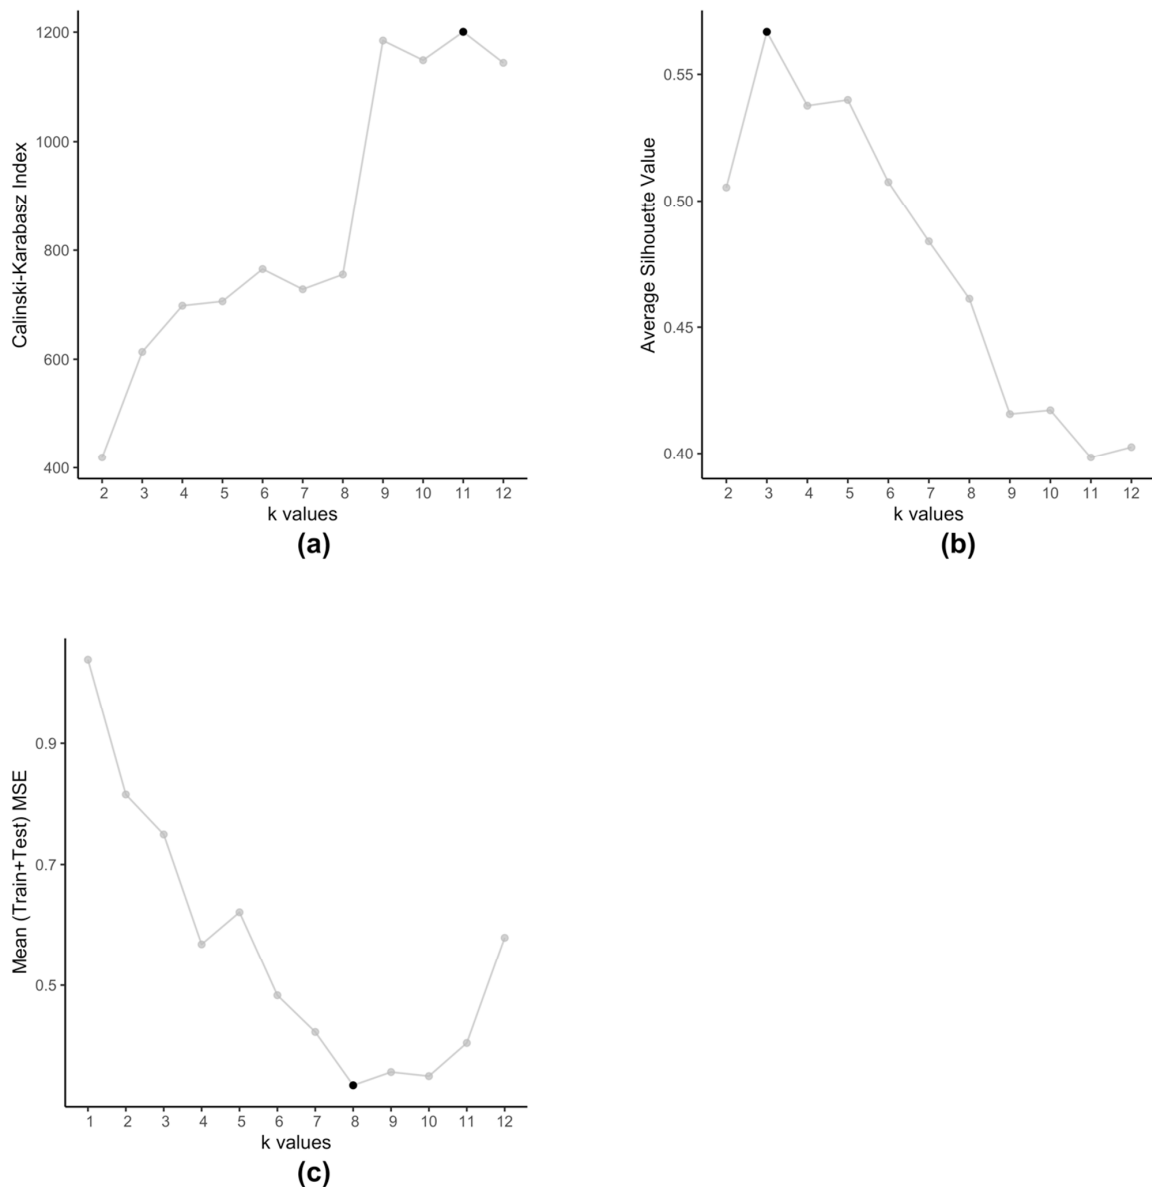 Calinski-Karabasz Index
1200
1000
800
600
400
2 3 4 5 6 7 8 9 10 11 12
k values
(a)
Average Silhouette Value
0.55
0.50
0.45
0.40
2 3 4 5 6 7 8 9 10 11 12
k values
(b)
Mean (Train+Test) MSE
0.9
0.7
0.5
1 2 3 4 5 6 7 8 9 10 11 12
k values
(c)